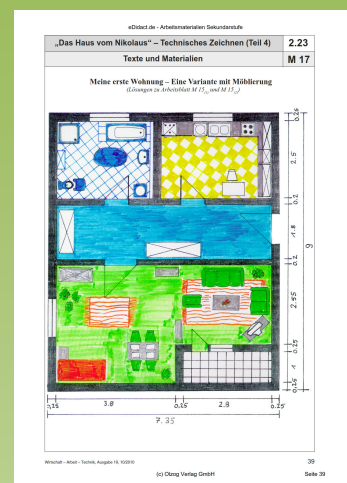 eDidact.de - Arbeitsmaterialien Sekundarstufe
„Das Haus vom Nikolaus“ – Technisches Zeichnen (Teil 4) 2.23
Texte und Materialien M 17
Meine erste Wohnung – Eine Variante mit Möblierung
(Lösungen zu Arbeitsblatt M 15 und M 15
0.25
2.5
0.2
1.8
9
0.2
2.55
0.25
1
0.25
0,25 3.8 0.25 2.8 0.25
7.35
Wirtschaft – Arbeit – Technik, Ausgabe 19, 10/2010 39
(c) Olzog Verlag GmbH Seite 39